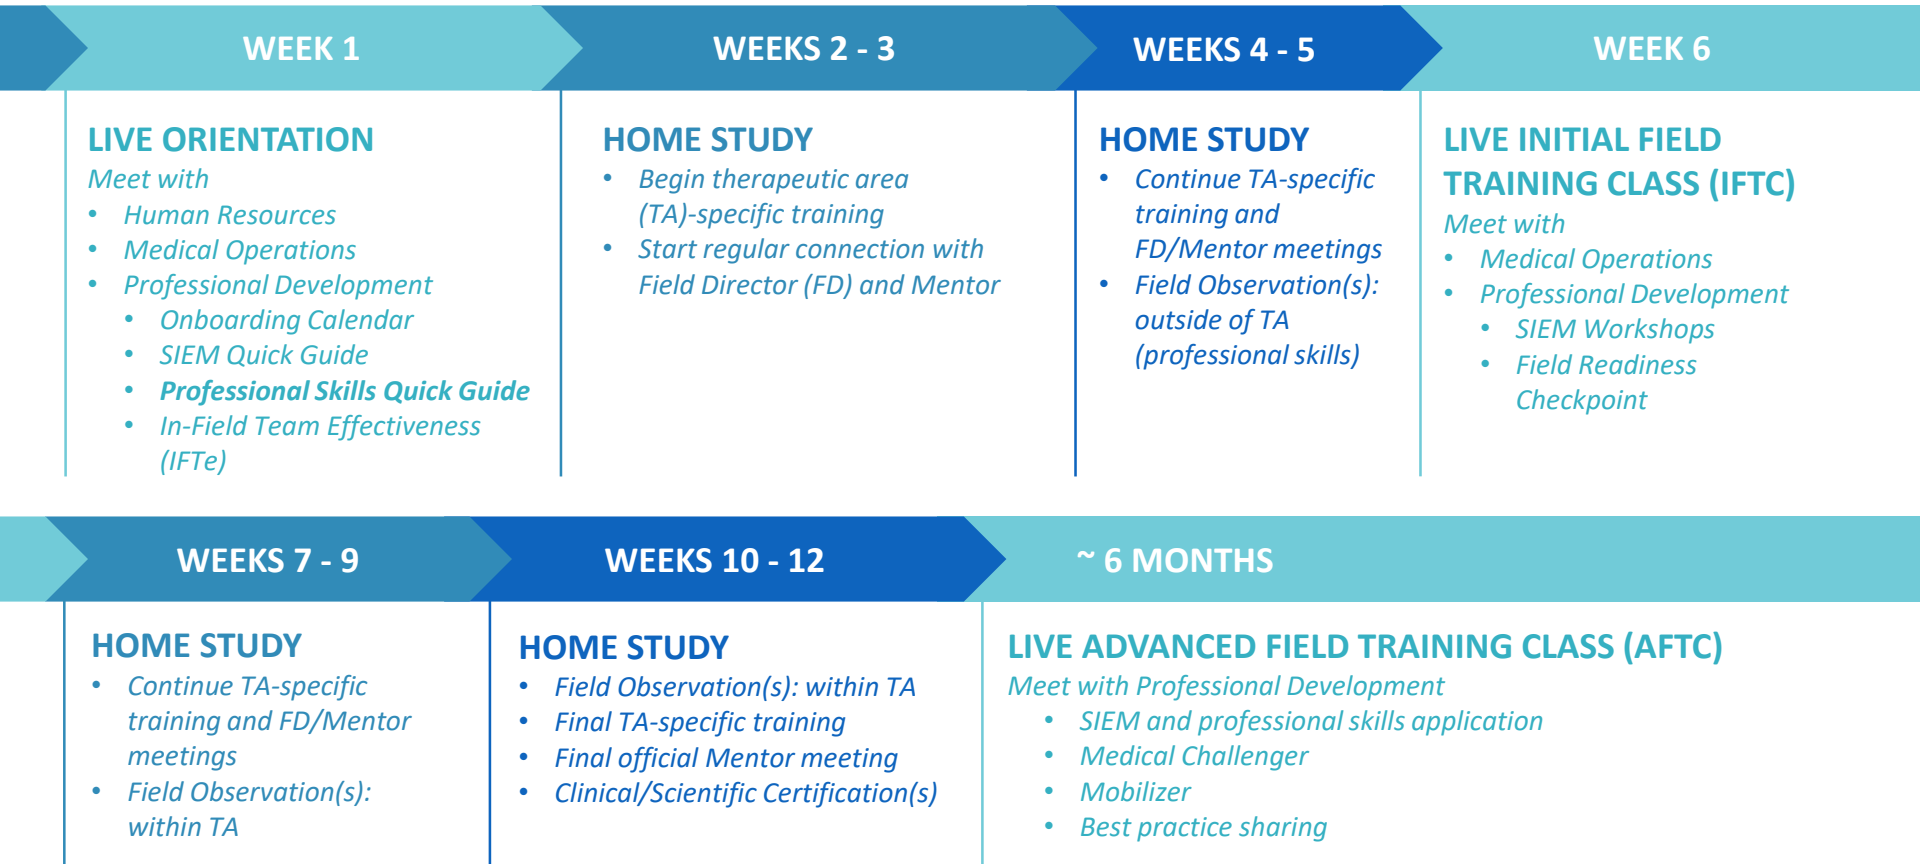 WEEK 1
WEEKS 2 - 3
WEEKS 4 - 5
WEEK 6
LIVE ORIENTATION
Meet with
• Human Resources
• Medical Operations
• Professional Development
• Onboarding Calendar
• SIEM Quick Guide
• Professional Skills Quick Guide
• In-Field Team Effectiveness
(IFTe)
HOME STUDY
• Begin therapeutic area
(TA)-specific training
• Start regular connection with
Field Director (FD) and Mentor
HOME STUDY
• Continue TA-specific
training and
FD/Mentor meetings
• Field Observation(s):
outside of TA
(professional skills)
LIVE INITIAL FIELD
TRAINING CLASS (IFTC)
Meet with
• Medical Operations
• Professional Development
• SIEM Workshops
• Field Readiness
Checkpoint
WEEKS 7 - 9
WEEKS 10 - 12
~ 6 MONTHS
HOME STUDY
• Continue TA-specific
training and FD/Mentor
meetings
• Field Observation(s):
within TA
HOME STUDY
• Field Observation(s): within TA
• Final TA-specific training
• Final official Mentor meeting
• Clinical/Scientific Certification(s)
LIVE ADVANCED FIELD TRAINING CLASS (AFTC)
Meet with Professional Development
• SIEM and professional skills application
• Medical Challenger
• Mobilizer
• Best practice sharing